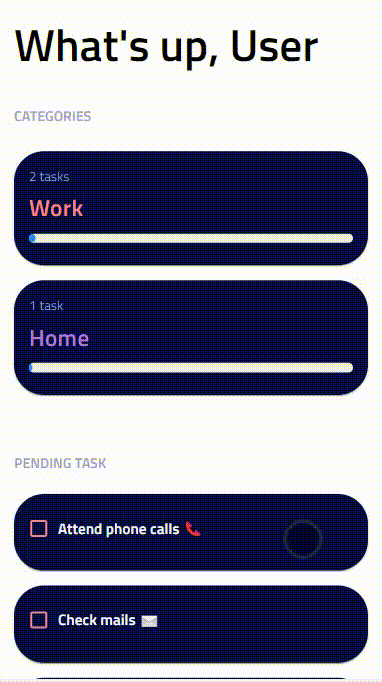 What's up, User
CATEGORIES
2 tasks
Work
1 task
Home
PENDING TASK
Attend phone calls 📞
Check mails ✉️